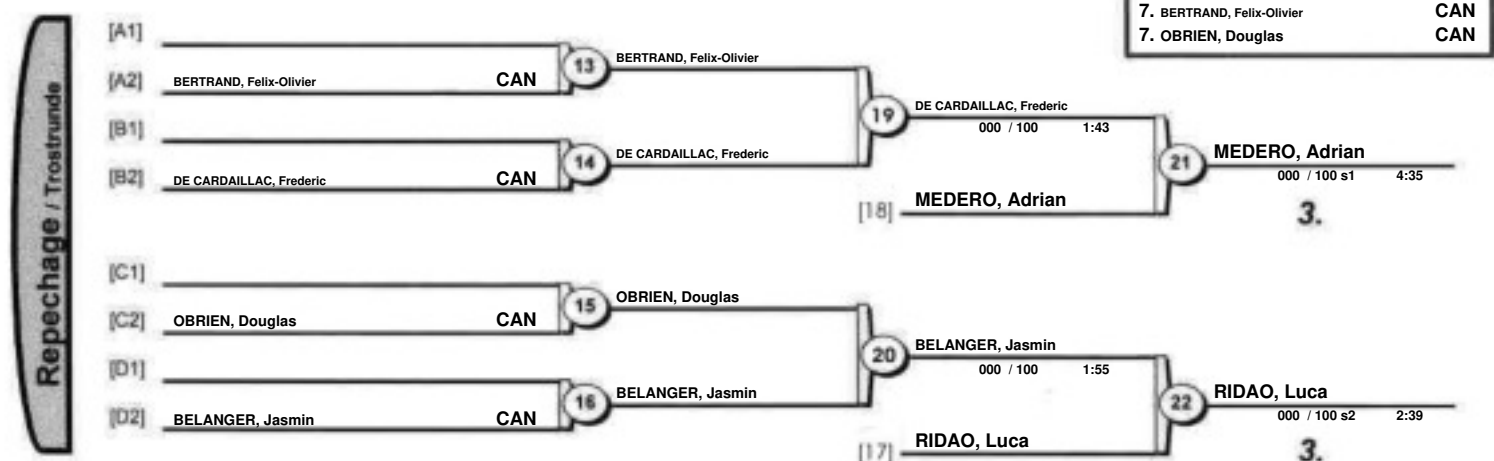 7. BERTRAND, Felix-Olivier CAN
7. OBRIEN, Douglas CAN
Repechage / Trostrunde
[A1]
[A2] BERTRAND, Felix-Olivier CAN
13 BERTRAND, Felix-Olivier
[B1]
[B2] DE CARDAILLAC, Frederic CAN
14 DE CARDAILLAC, Frederic
19 DE CARDAILLAC, Frederic
000 / 100 1:43
[18] MEDERO, Adrian
21 MEDERO, Adrian
000 / 100 s1 4:35
3.
[C1]
[C2] OBRIEN, Douglas CAN
15 OBRIEN, Douglas
[D1]
[D2] BELANGER, Jasmin CAN
16 BELANGER, Jasmin
20 BELANGER, Jasmin
000 / 100 1:55
[17] RIDAO, Luca
22 RIDAO, Luca
000 / 100 s2 2:39
3.